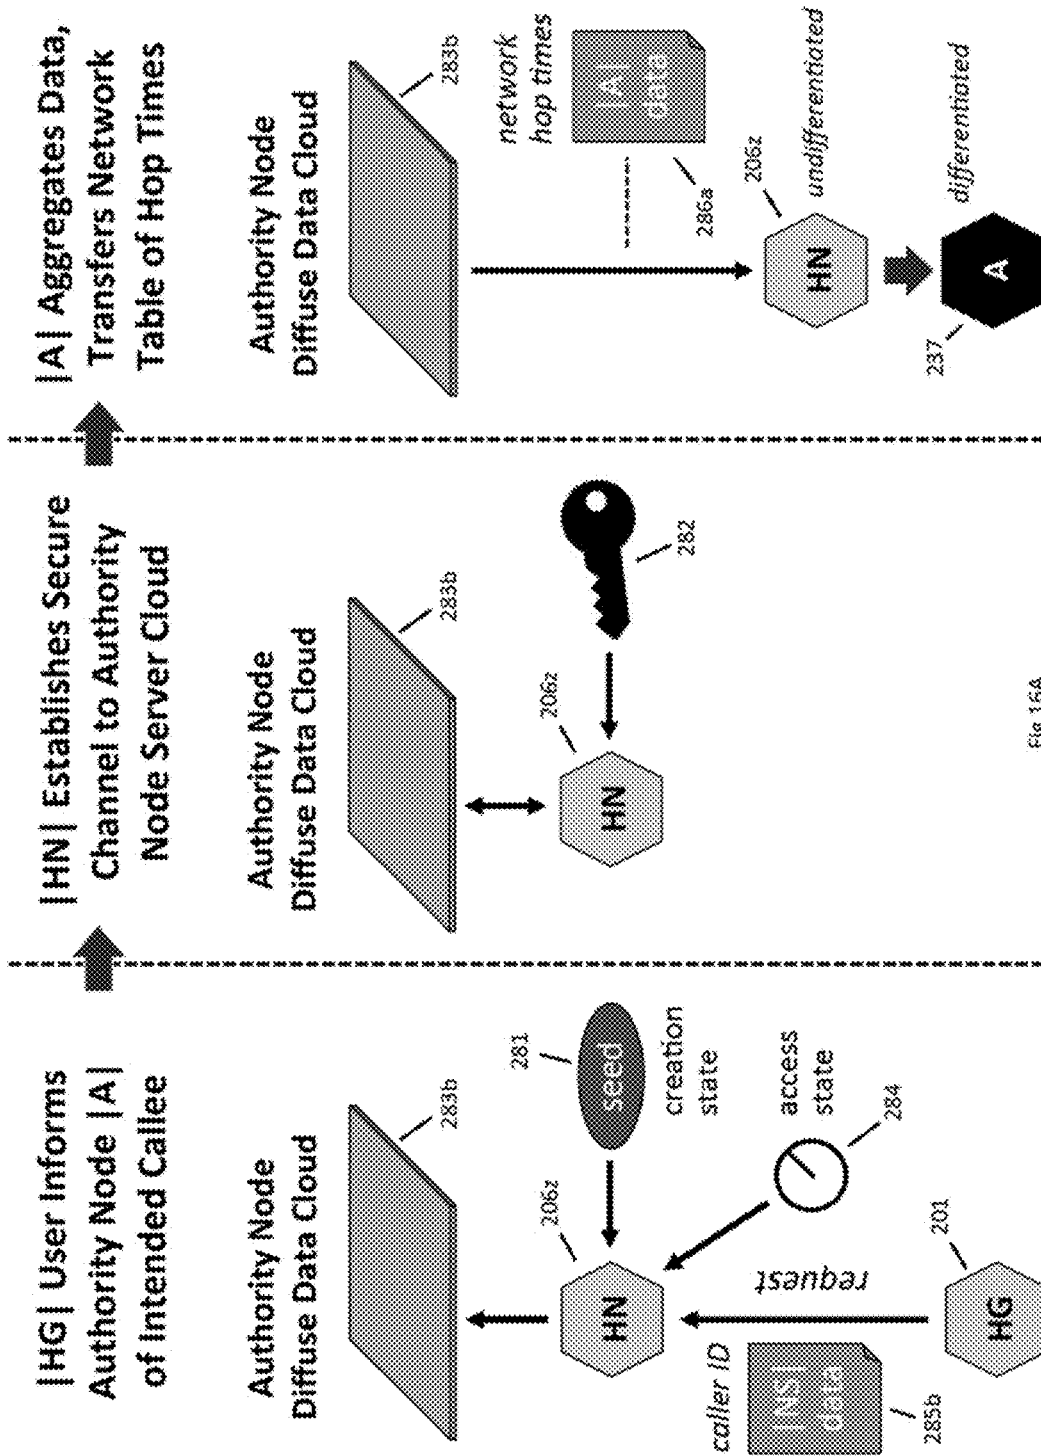 |HG| User Informs
Authority Node |A|
of Intended Callee
Authority Node
Diffuse Data Cloud
283b
206z
HN
281
seed
creation
state
access
state
284
request
caller ID
|NS|
data
285b
201
HG
|HN| Establishes Secure
Channel to Authority
Node Server Cloud
Authority Node
Diffuse Data Cloud
283b
206z
HN
282
|A| Aggregates Data,
Transfers Network
Table of Hop Times
Authority Node
Diffuse Data Cloud
283b
network
hop times
|A|
data
286a
206z
HN
undifferentiated
differentiated
A
237
Fig 16A